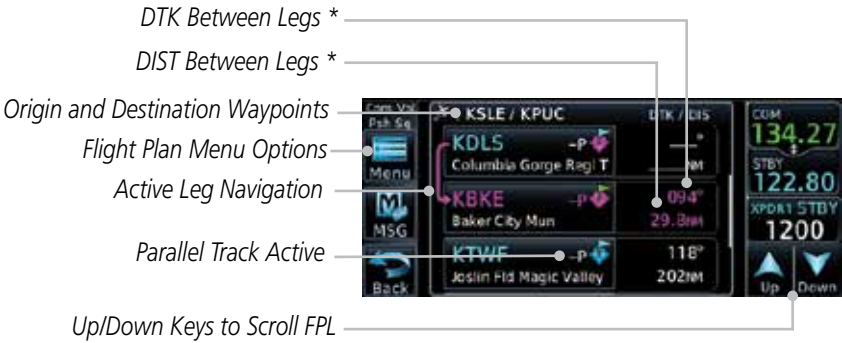 DTK Between Legs *
DIST Between Legs *
Origin and Destination Waypoints
Flight Plan Menu Options
Active Leg Navigation
Parallel Track Active
Up/Down Keys to Scroll FPL
Com Vol
Psh Sq
Menu
MSG
Back
KSLE / KPUC
DTK / DIS
KDLS -P
Columbia Gorge Regl T
NM
KBKE -P
094°
Baker City Mun
29.8NM
KTWF -P
118°
Joslin Fld Magic Valley
202NM
COM
134.27
STBY
122.80
XPDR1 STBY
1200
Up Down